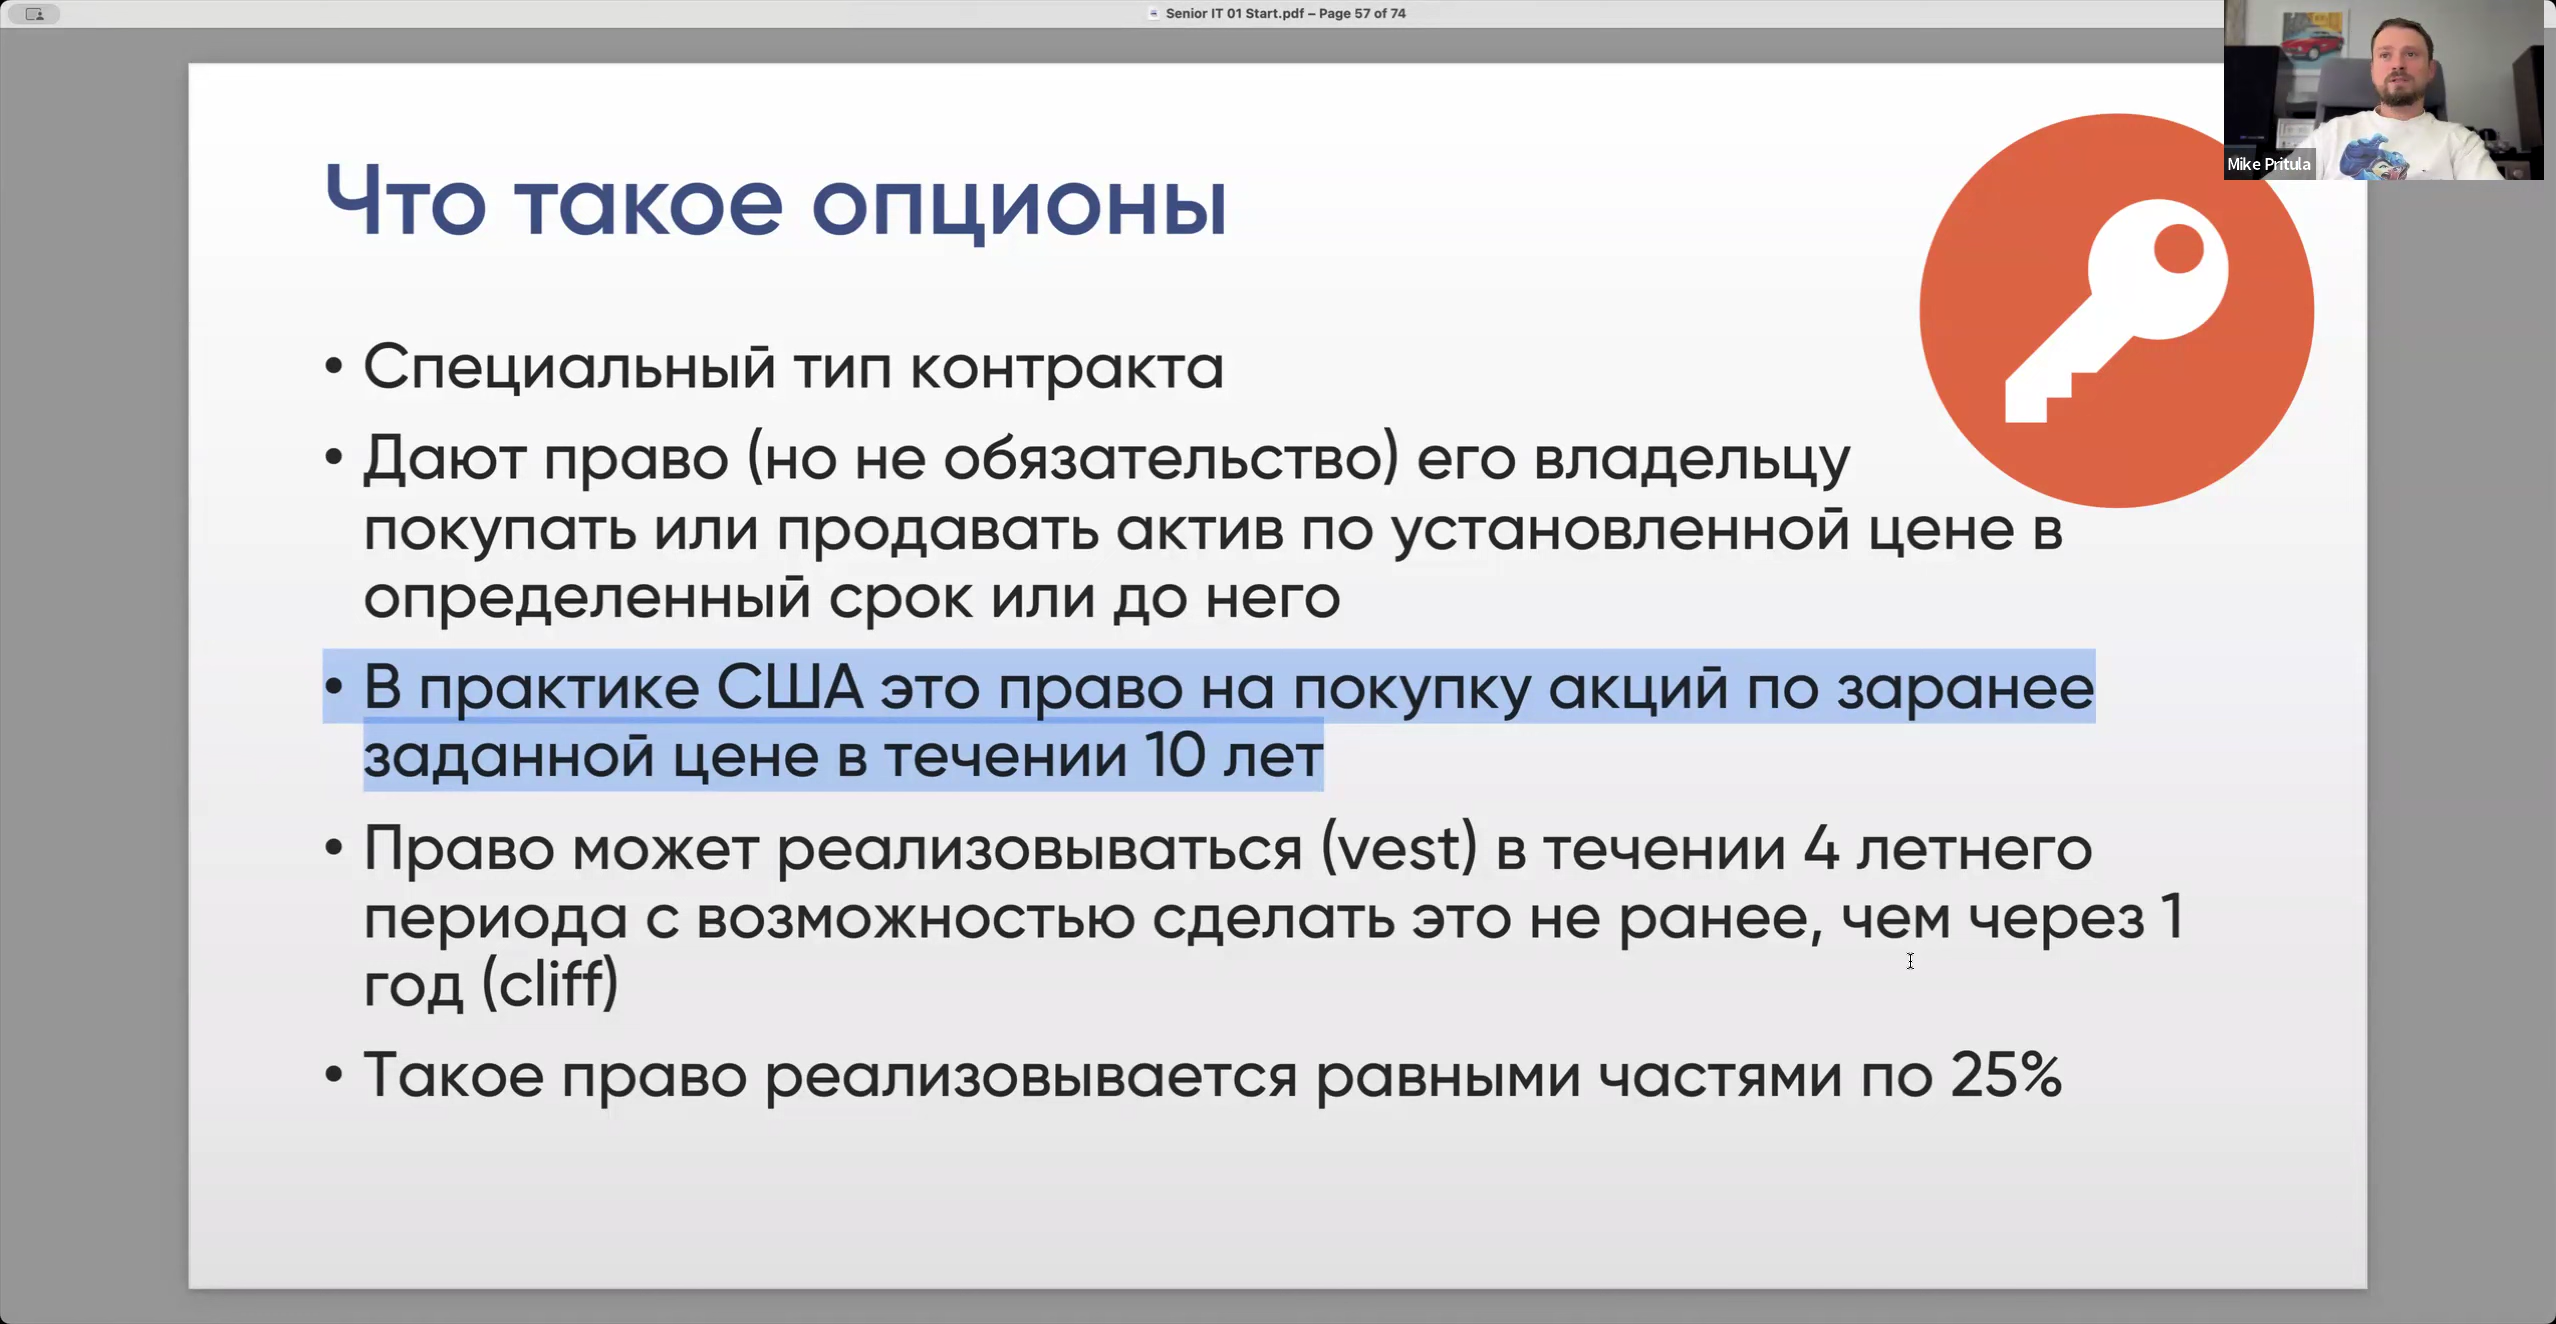 Senior IT 01 Start.pdf – Page 57 of 74
Mike Pritula
Что такое опционы
• Специальный тип контракта
• Дают право (но не обязательство) его владельцу
покупать или продавать актив по установленной цене в
определенный срок или до него
• В практике США это право на покупку акций по заранее
заданной цене в течении 10 лет
• Право может реализовываться (vest) в течении 4 летнего
периода с возможностью сделать это не ранее, чем через 1
год (cliff)
• Такое право реализовывается равными частями по 25%